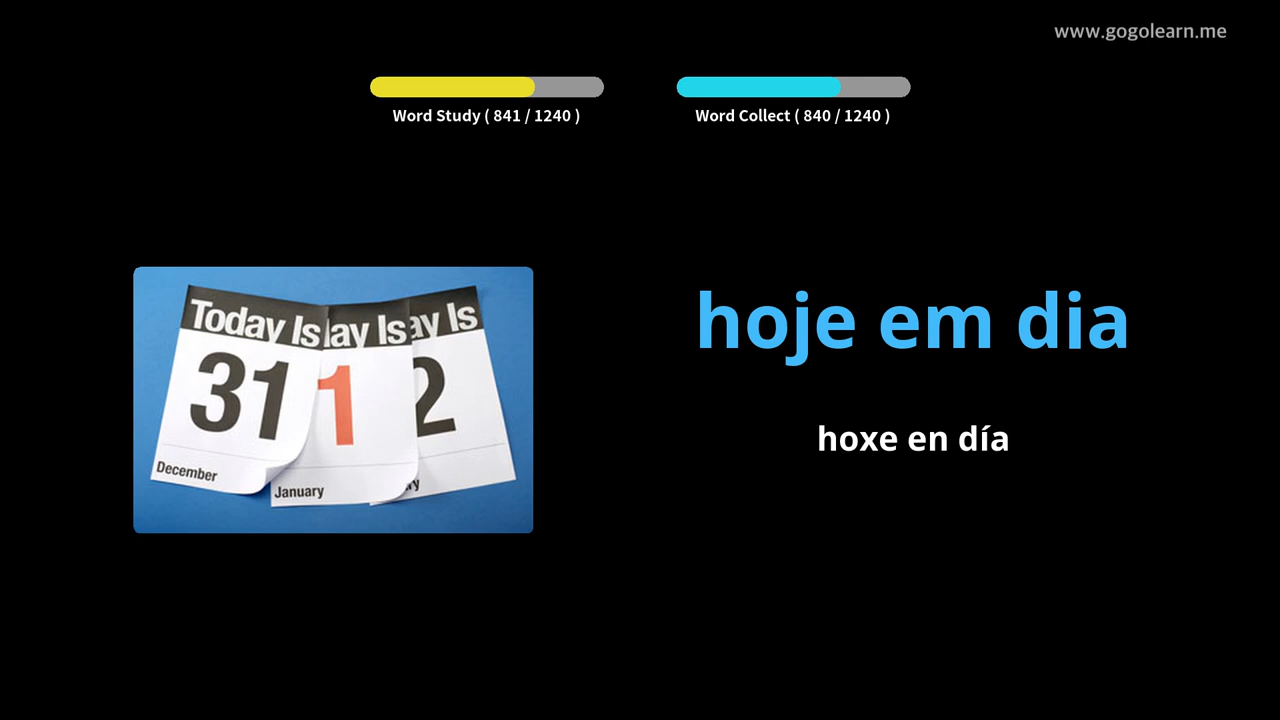 www.gogolearn.me
Word Study ( 841 / 1240 )
Word Collect ( 840 / 1240 )
Today Is
ay Is
ay Is
31
1
2
December
January
ry
hoje em dia
hoxe en día